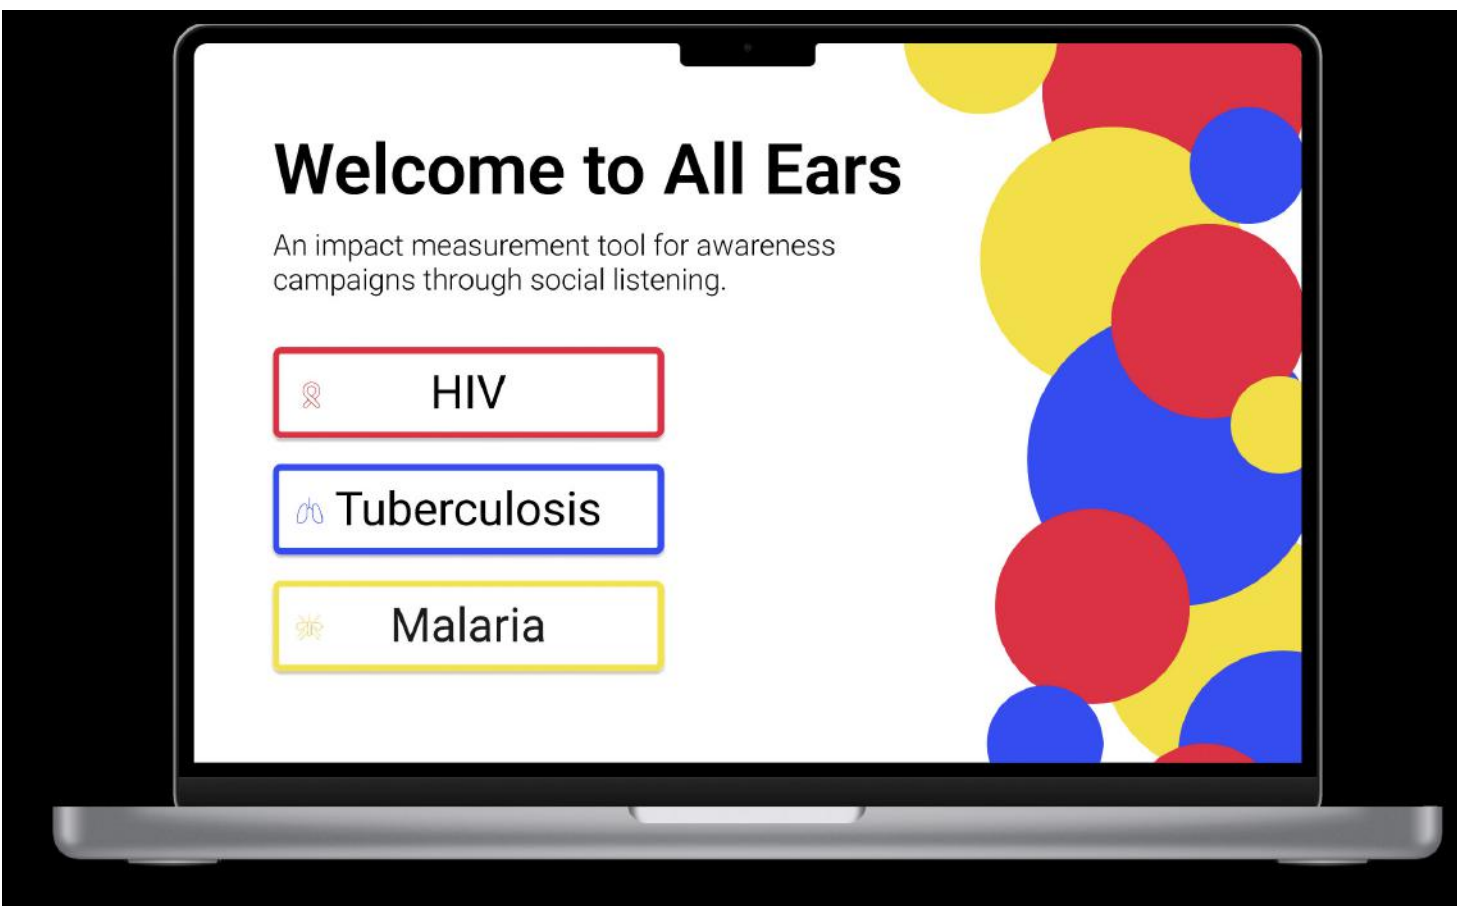 Welcome to All Ears
An impact measurement tool for awareness
campaigns through social listening.
HIV
Tuberculosis
Malaria